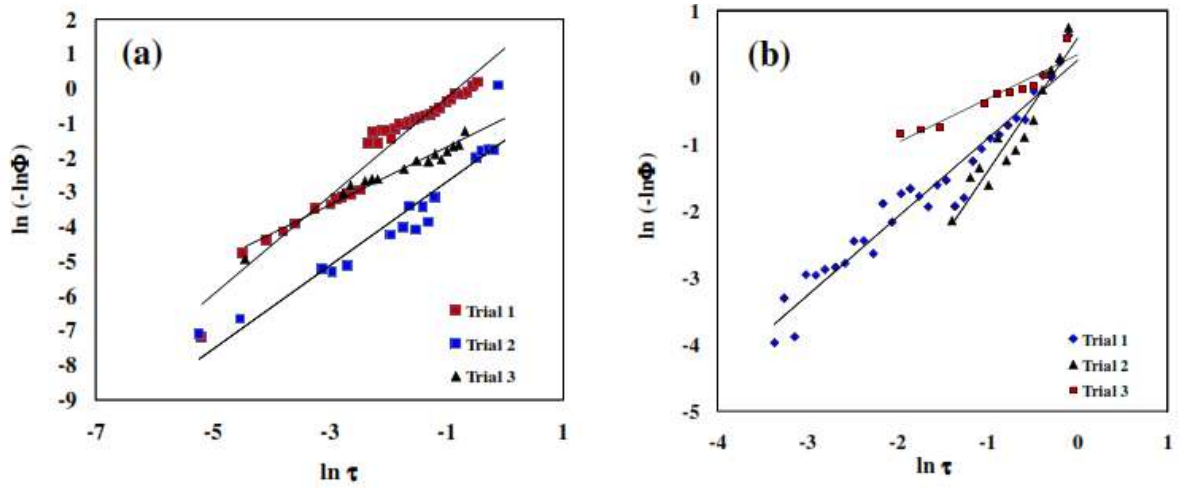 (a)
ln (-lnΦ)
2
1
0
-1
-2
-3
-4
-5
-6
-7
-8
-9
-7 -5 -3 -1 1
ln τ
Trial 1
Trial 2
Trial 3
(b)
ln (-lnΦ)
1
0
-1
-2
-3
-4
-5
-4 -3 -2 -1 0 1
ln τ
Trial 1
Trial 2
Trial 3